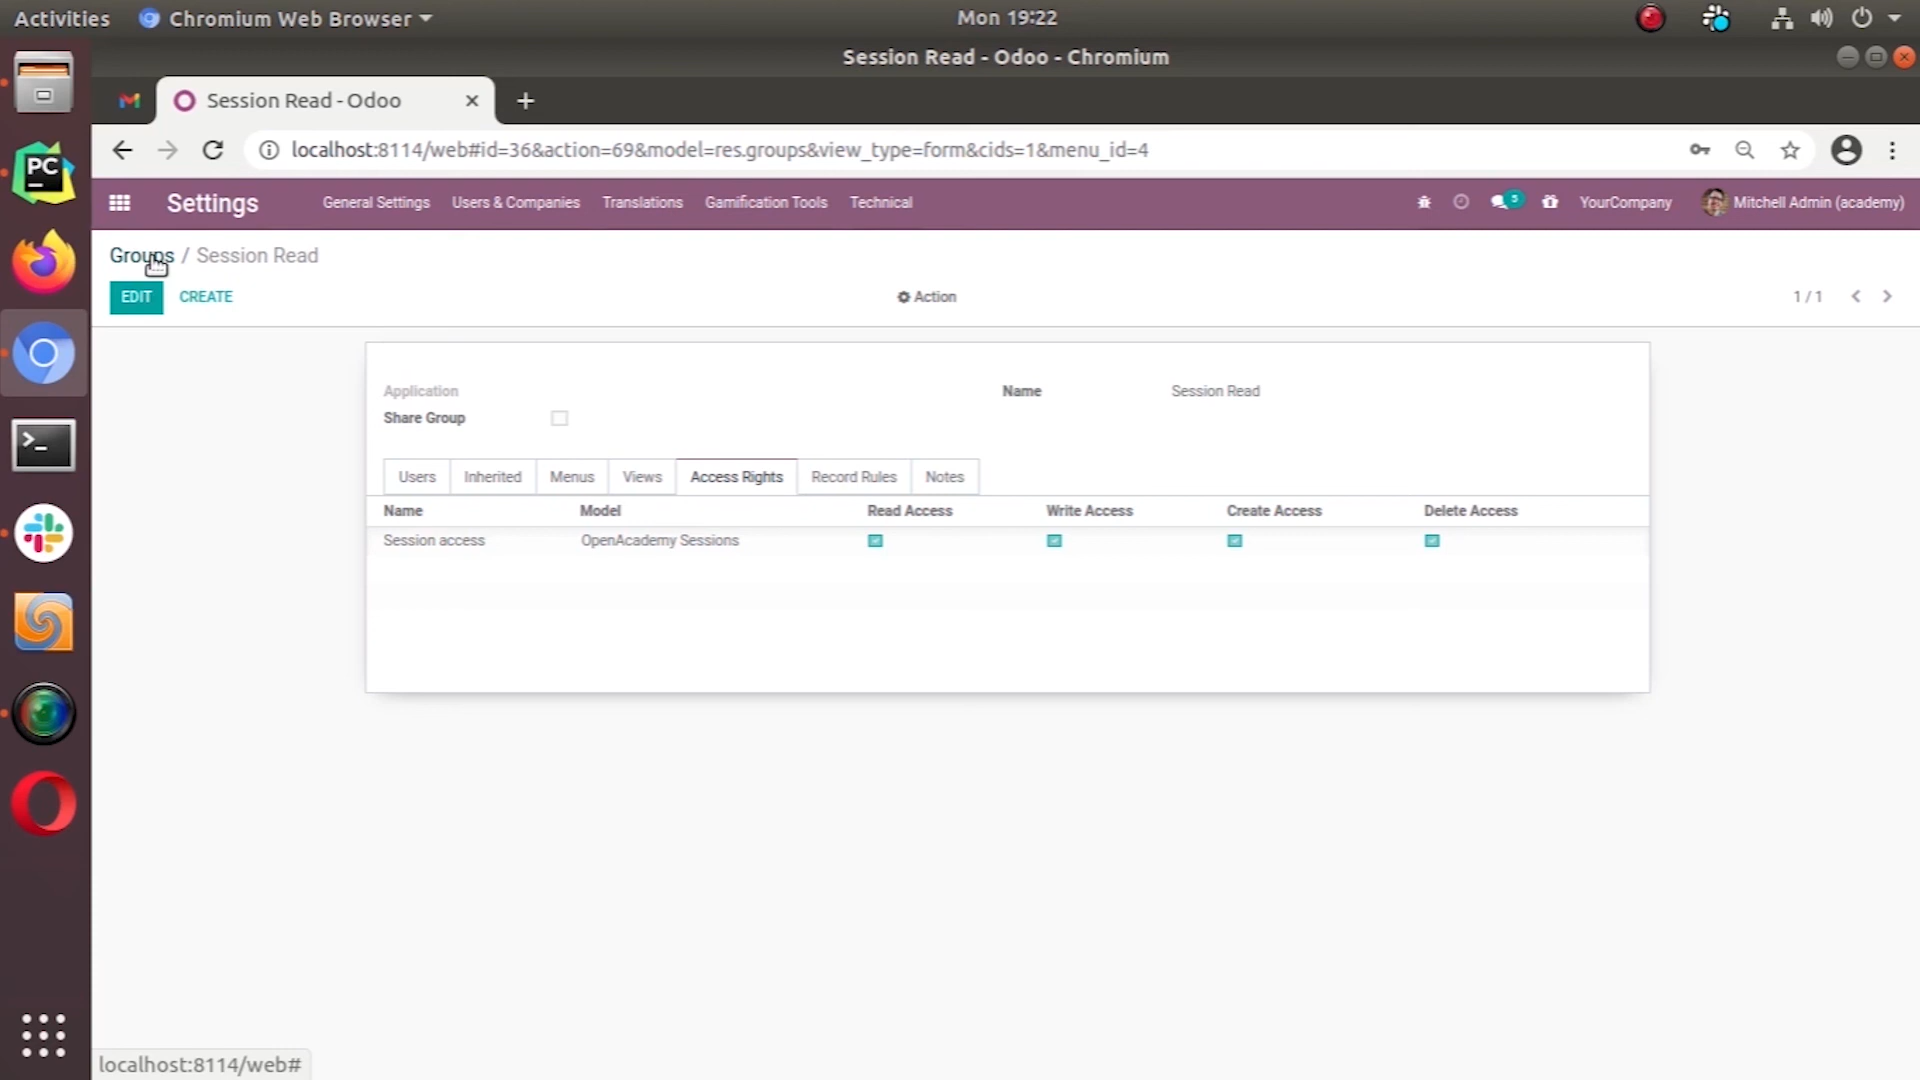 Activities Chromium Web Browser Mon 19:22
Session Read - Odoo - Chromium
Session Read - Odoo
localhost:8114/web#id=36&action=69&model=res.groups&view_type=form&cids=1&menu_id=4
Settings General Settings Users & Companies Translations Gamification Tools Technical 5 YourCompany Mitchell Admin (academy)
Groups / Session Read
EDIT CREATE Action 1 / 1
Application Name Session Read
Share Group
Users Inherited Menus Views Access Rights Record Rules Notes
Name Model Read Access Write Access Create Access Delete Access
Session access OpenAcademy Sessions
PC
localhost:8114/web#